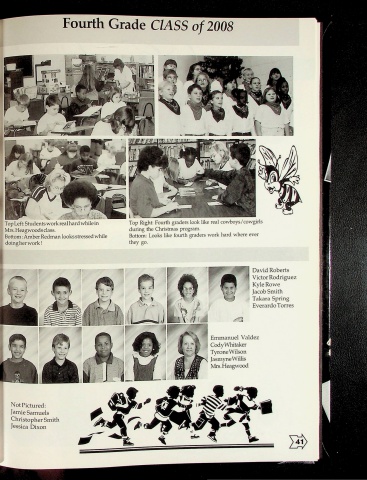 Fourth Grade CLASS of 2008
Top Left: Students work real hard while in
Mrs. Heagwoods class.
Bottom: Amber Redman looks stressed while
doing her work!
Top Right: Fourth graders look like real cowboys/cowgirls
during the Christmas program
Bottom: Looks like fourth graders work hard where ever
they go.
David Roberts
Victor Rodriguez
Kyle Rowe
Jacob Smith
Takara Spring
Everardo Torres
Emmanuel Valdez
Cody Whitaker
Tyrone Wilson
Jasmyne Willis
Mrs. Heagwood
Not Pictured:
Jamie Samuels
Christopher Smith
Jessica Dixon
41